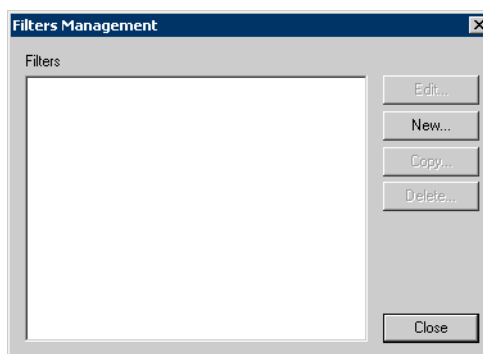 Filters Management
Filters
Edit...
New...
Copy...
Delete...
Close